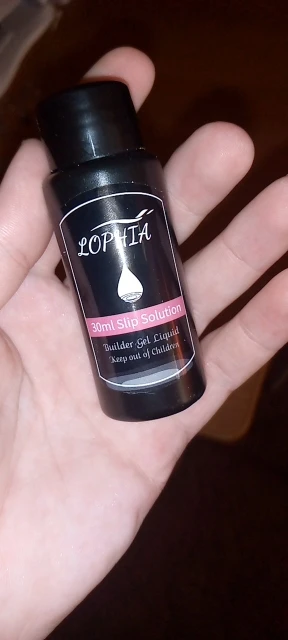 LOPHIA
30ml Slip Solution
Builder Gel Liquid
Keep out of Children